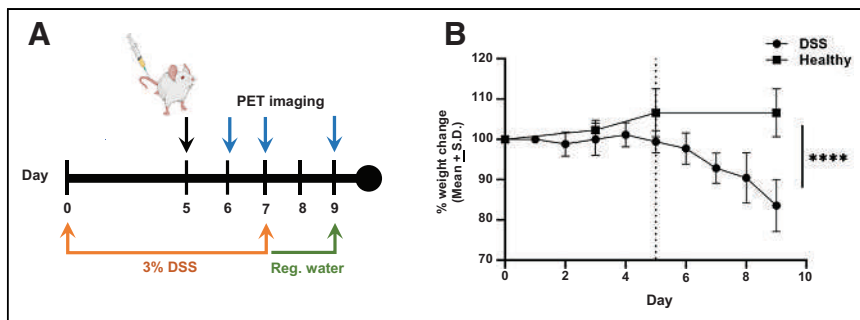 A
PET imaging
Day
0
5
6
7
8
9
3% DSS
Reg. water
B
DSS
Healthy
% weight change
(Mean ± S.D.)
120
110
100
90
80
70
0
2
4
6
8
10
Day
****